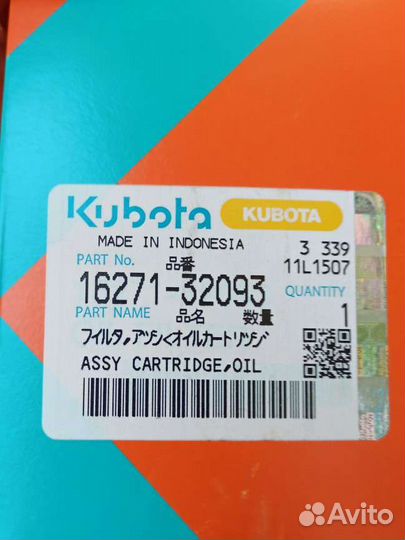 Kubota KUBOTA
MADE IN INDONESIA 3 339
PART No. 品番 11L1507
16271-32093 QUANTITY
PART NAME 品名 数量 1
フィルタ,アッシ<オイルカートリッジ
ASSY CARTRIDGE,OIL
Avito